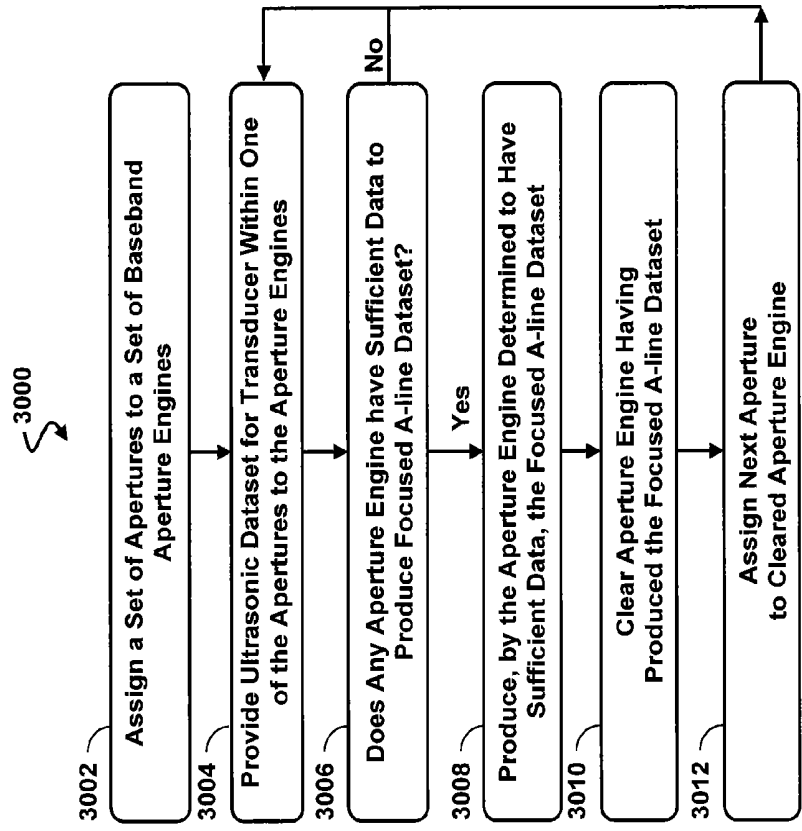 3000
3002
Assign a Set of Apertures to a Set of Baseband
Aperture Engines
3004
Provide Ultrasonic Dataset for Transducer Within One
of the Apertures to the Aperture Engines
3006
Does Any Aperture Engine have Sufficient Data to
Produce Focused A-line Dataset?
No
Yes
3008
Produce, by the Aperture Engine Determined to Have
Sufficient Data, the Focused A-line Dataset
3010
Clear Aperture Engine Having
Produced the Focused A-line Dataset
3012
Assign Next Aperture
to Cleared Aperture Engine